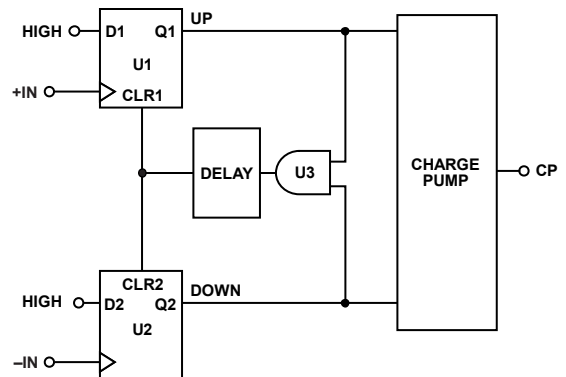 UP
HIGH D1 Q1
U1
+IN
CLR1
DELAY U3
CHARGE
PUMP
CP
CLR2
DOWN
HIGH D2 Q2
U2
–IN